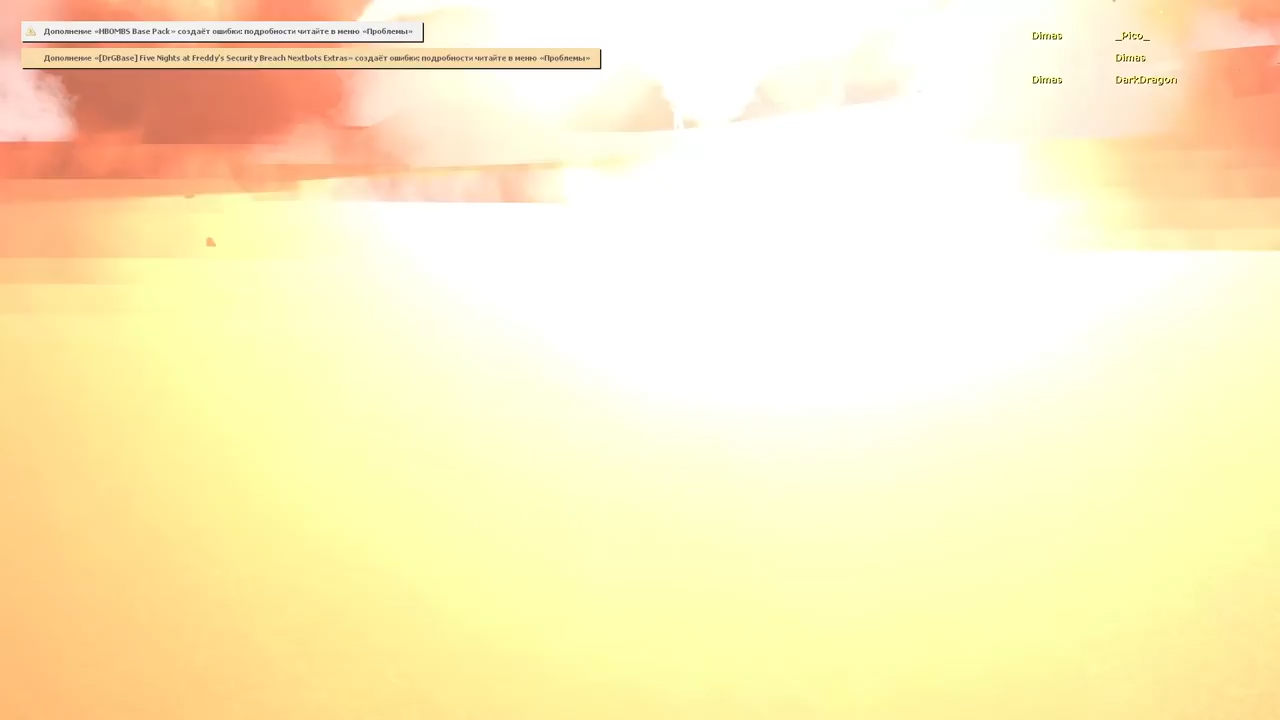 Дополнение «HBOMBS Base Pack» создаёт ошибки: подробности читайте в меню «Проблемы»
Дополнение «[DrGBase] Five Nights at Freddy's Security Breach Nextbots Extras» создаёт ошибки: подробности читайте в меню «Проблемы»
Dimas _Pico_
Dimas
Dimas DarkDragon